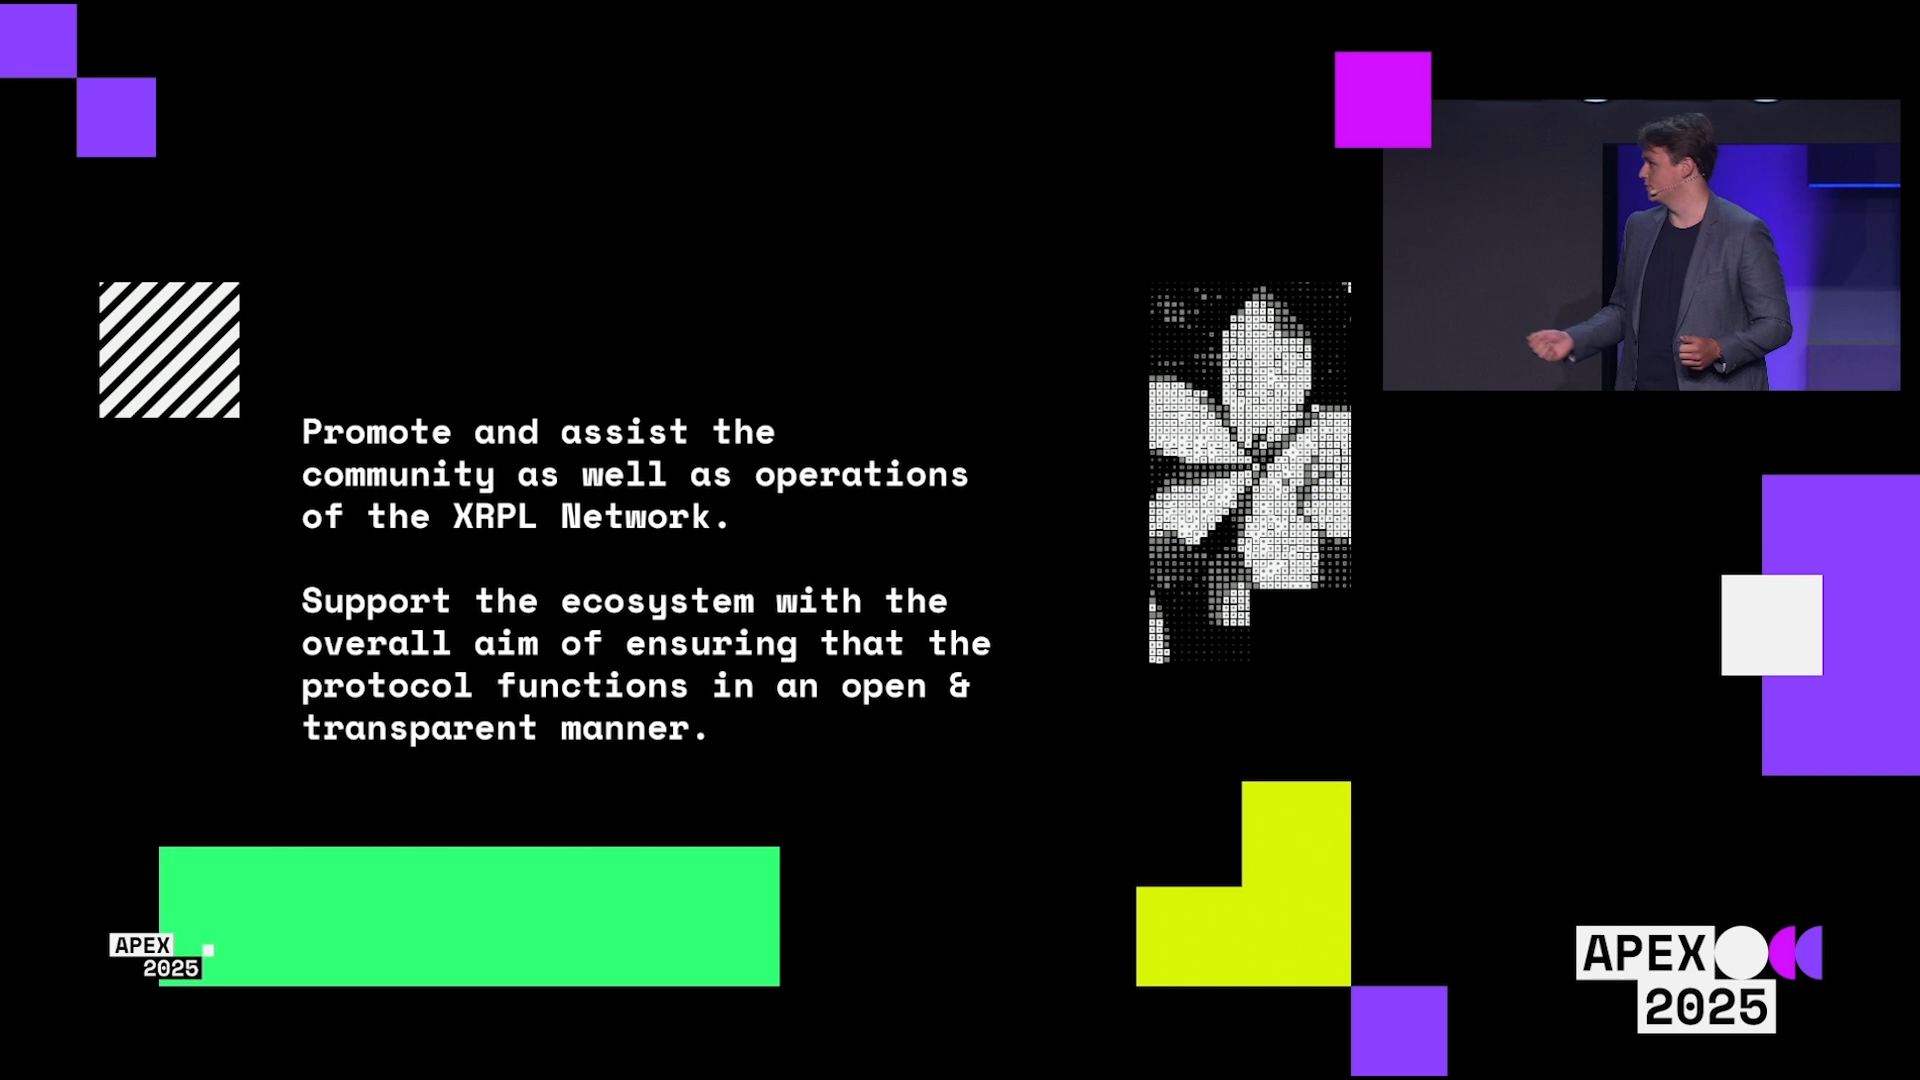 Promote and assist the
community as well as operations
of the XRPL Network.
Support the ecosystem with the
overall aim of ensuring that the
protocol functions in an open &
transparent manner.
APEX
2025
APEX
2025